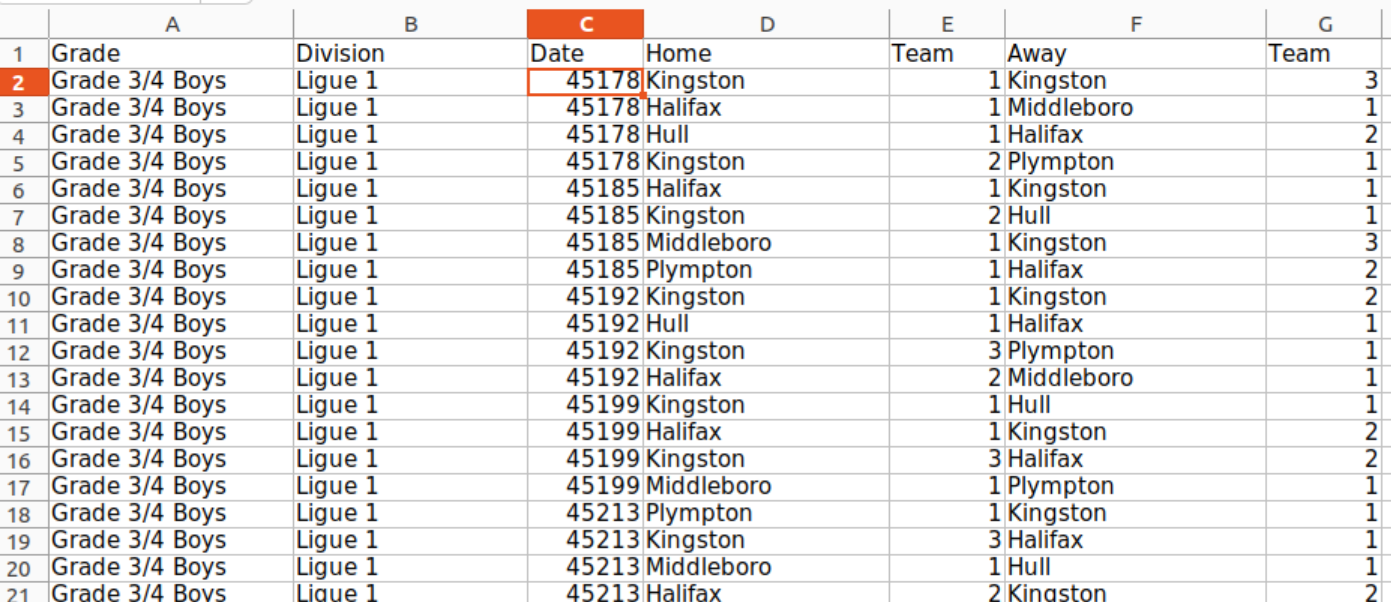 A B C D E F G
1 Grade Division Date Home Team Away Team
2 Grade 3/4 Boys Ligue 1 45178 Kingston 1 Kingston 3
3 Grade 3/4 Boys Ligue 1 45178 Halifax 1 Middleboro 1
4 Grade 3/4 Boys Ligue 1 45178 Hull 1 Halifax 2
5 Grade 3/4 Boys Ligue 1 45178 Kingston 2 Plympton 1
6 Grade 3/4 Boys Ligue 1 45185 Halifax 1 Kingston 1
7 Grade 3/4 Boys Ligue 1 45185 Kingston 2 Hull 1
8 Grade 3/4 Boys Ligue 1 45185 Middleboro 1 Kingston 3
9 Grade 3/4 Boys Ligue 1 45185 Plympton 1 Halifax 2
10 Grade 3/4 Boys Ligue 1 45192 Kingston 1 Kingston 2
11 Grade 3/4 Boys Ligue 1 45192 Hull 1 Halifax 1
12 Grade 3/4 Boys Ligue 1 45192 Kingston 3 Plympton 1
13 Grade 3/4 Boys Ligue 1 45192 Halifax 2 Middleboro 1
14 Grade 3/4 Boys Ligue 1 45199 Kingston 1 Hull 1
15 Grade 3/4 Boys Ligue 1 45199 Halifax 1 Kingston 2
16 Grade 3/4 Boys Ligue 1 45199 Kingston 3 Halifax 2
17 Grade 3/4 Boys Ligue 1 45199 Middleboro 1 Plympton 1
18 Grade 3/4 Boys Ligue 1 45213 Plympton 1 Kingston 1
19 Grade 3/4 Boys Ligue 1 45213 Kingston 3 Halifax 1
20 Grade 3/4 Boys Ligue 1 45213 Middleboro 1 Hull 1
21 Grade 3/4 Boys Ligue 1 45213 Halifax 2 Kingston 2